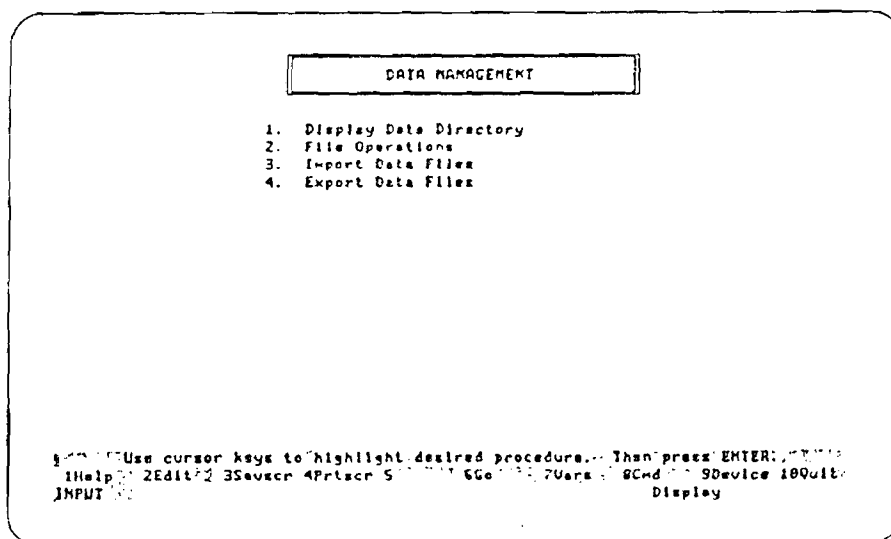 DATA MANAGEMENT
1. Display Data Directory
2. File Operations
3. Import Data Files
4. Export Data Files
Use cursor keys to highlight desired procedure. Then press ENTER.
1Help 2Edit 3Savscr 4Prtscr 5 6Go 7Vars 8Cmd 9Device 10Quit
INPUT Display